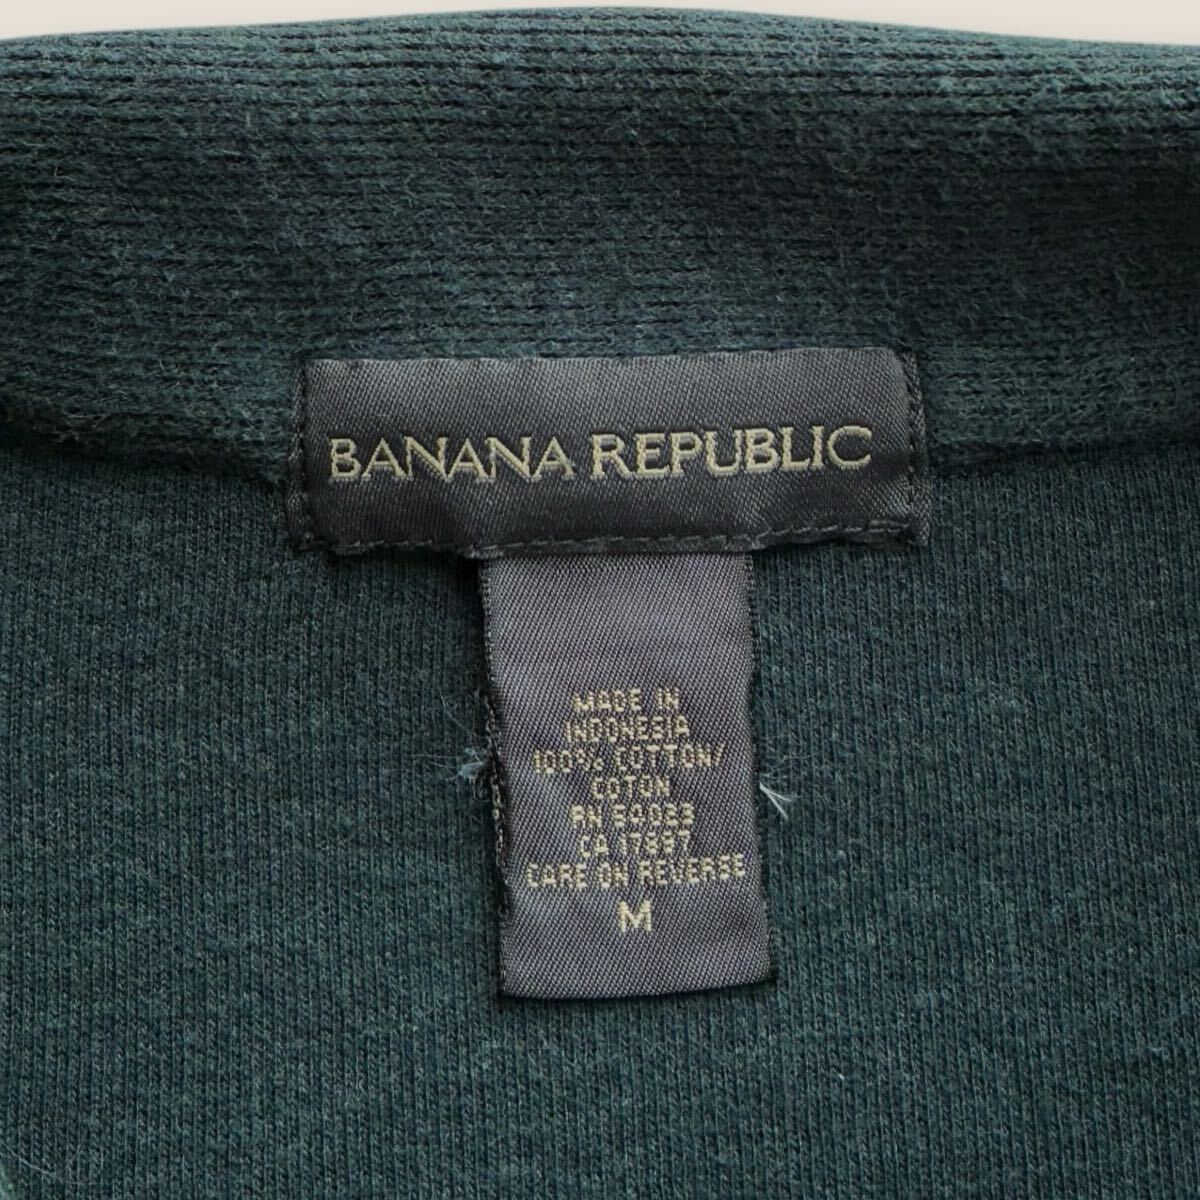 BANANA REPUBLIC
MADE IN
INDONESIA
100% COTTON/
COTON
RN 54023
CA 17897
CARE ON REVERSE
M